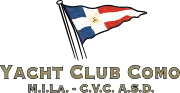 YACHT CLUB COMO
M.I.L.A. - C.V.C. A.S.D.